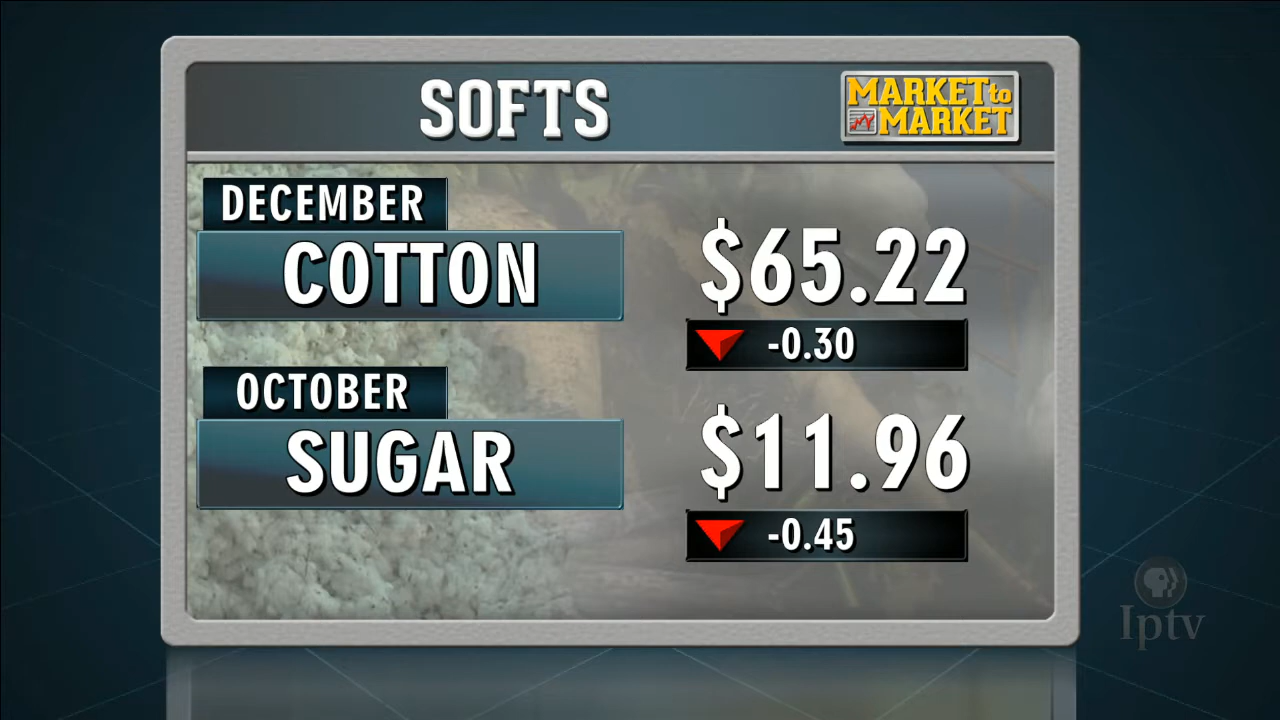 SOFTS
MARKET to
MARKET
DECEMBER
COTTON
$65.22
-0.30
OCTOBER
SUGAR
$11.96
-0.45
Iptv